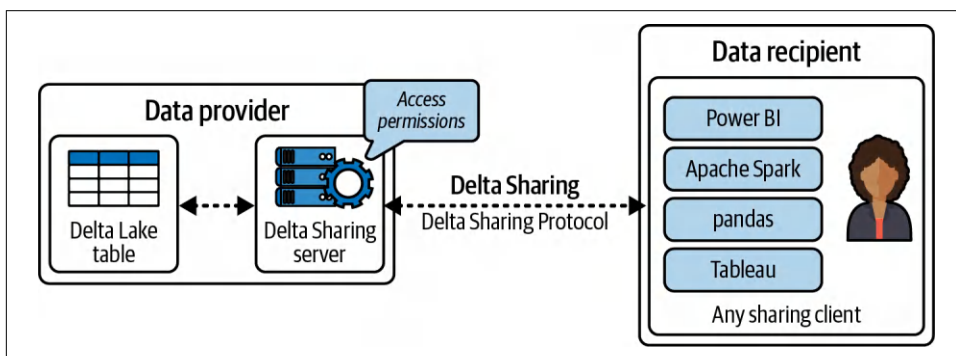 Data provider
Access
permissions
Delta Lake
table
Delta Sharing
server
Delta Sharing
Delta Sharing Protocol
Data recipient
Power BI
Apache Spark
pandas
Tableau
Any sharing client